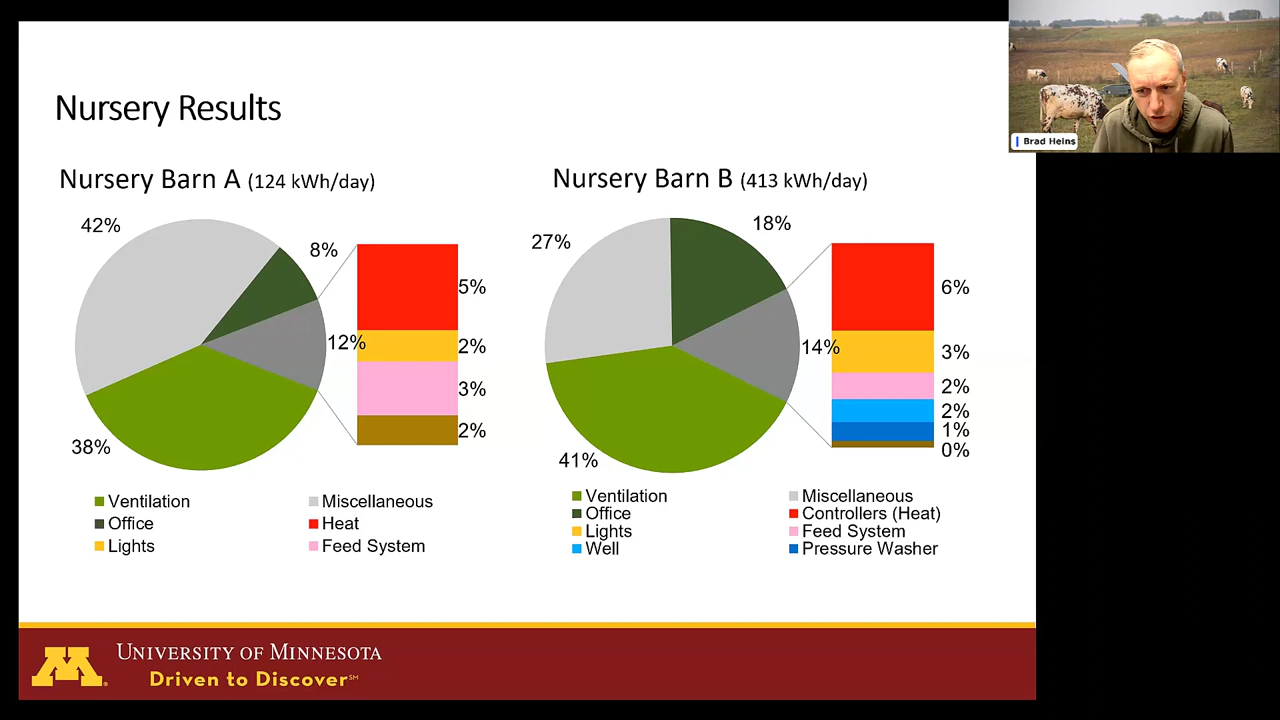 Nursery Results
Brad Heins
Nursery Barn A (124 kWh/day)
42%
8%
5%
12%
2%
3%
2%
38%
Ventilation
Miscellaneous
Office
Heat
Lights
Feed System
Nursery Barn B (413 kWh/day)
27%
18%
6%
14%
3%
2%
2%
1%
0%
41%
Ventilation
Miscellaneous
Office
Controllers (Heat)
Lights
Feed System
Well
Pressure Washer
M
UNIVERSITY OF MINNESOTA
Driven to Discover℠